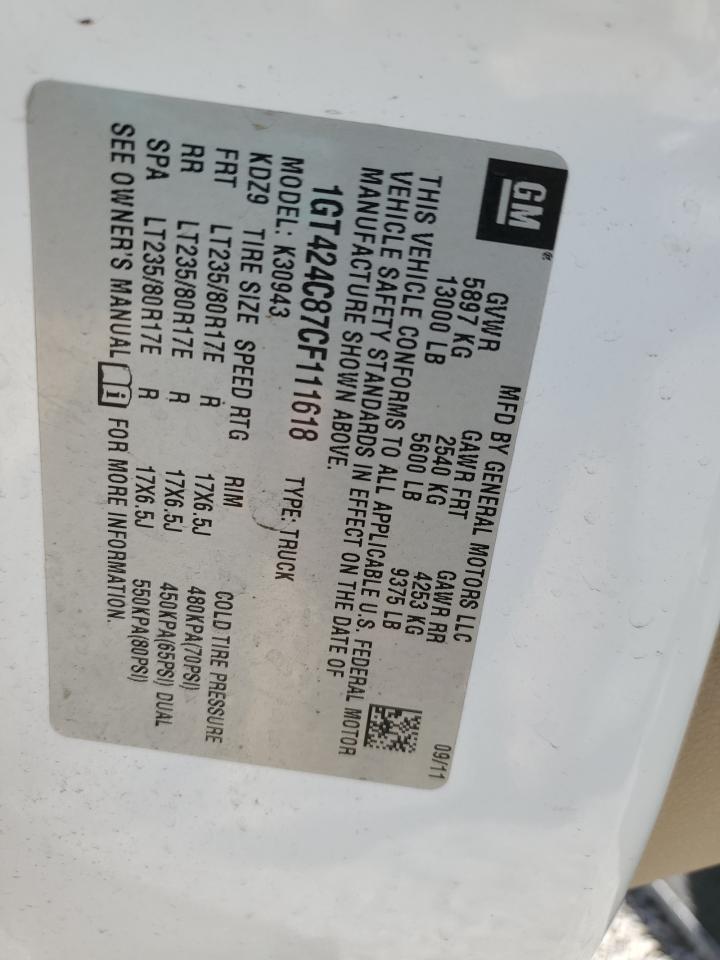 GM®
MFD BY GENERAL MOTORS LLC 09/11
GVWR GAWR FRT GAWR RR
5897 KG 2540 KG 4253 KG
13000 LB 5600 LB 9375 LB
THIS VEHICLE CONFORMS TO ALL APPLICABLE U.S. FEDERAL MOTOR
VEHICLE SAFETY STANDARDS IN EFFECT ON THE DATE OF
MANUFACTURE SHOWN ABOVE.
1GT424C87CF111618 TYPE: TRUCK
MODEL: K30943
KDZ9 TIRE SIZE SPEED RTG RIM COLD TIRE PRESSURE
FRT LT235/80R17E R 17X6.5J 480KPA(70PSI)
RR LT235/80R17E R 17X6.5J 450KPA(65PSI) DUAL
SPA LT235/80R17E R 17X6.5J 550KPA(80PSI)
SEE OWNER'S MANUAL i FOR MORE INFORMATION.